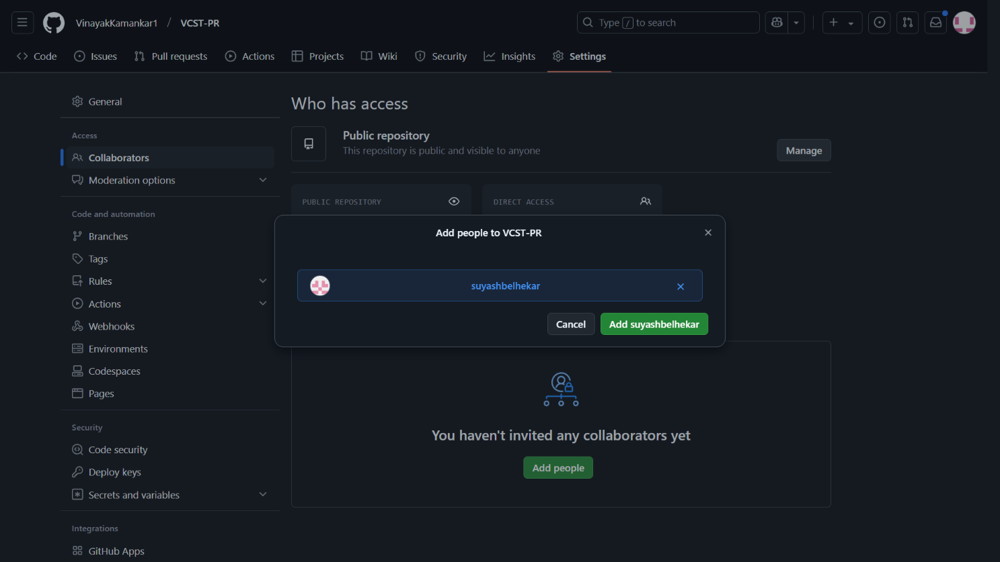 VinayakKamankar1 / VCST-PR
Type / to search
Code Issues Pull requests Actions Projects Wiki Security Insights Settings
General
Access
Collaborators
Moderation options
Code and automation
Branches
Tags
Rules
Actions
Webhooks
Environments
Codespaces
Pages
Security
Code security
Deploy keys
Secrets and variables
Integrations
GitHub Apps
Who has access
Public repository
This repository is public and visible to anyone
Manage
PUBLIC REPOSITORY
DIRECT ACCESS
Add people to VCST-PR
suyashbelhekar
Cancel Add suyashbelhekar
You haven't invited any collaborators yet
Add people